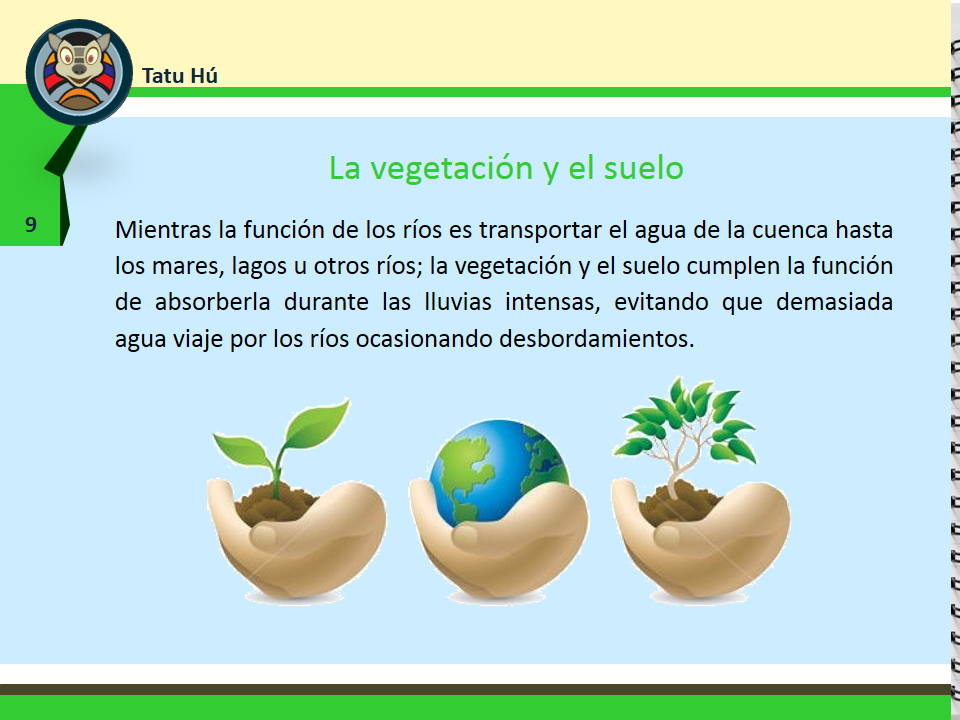 Tatu Hú
La vegetación y el suelo
9
Mientras la función de los ríos es transportar el agua de la cuenca hasta
los mares, lagos u otros ríos; la vegetación y el suelo cumplen la función
de absorberla durante las lluvias intensas, evitando que demasiada
agua viaje por los ríos ocasionando desbordamientos.